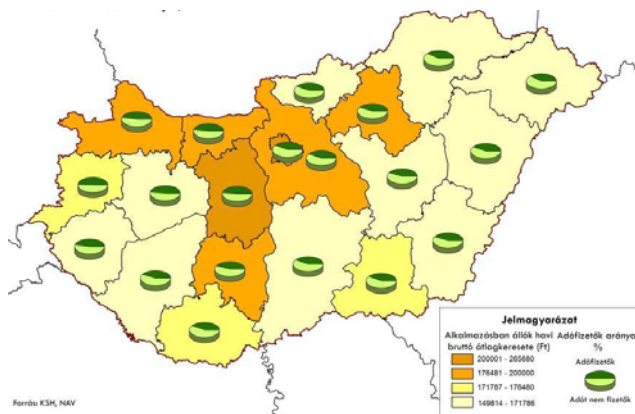 Jelmagyarázat
Alkalmazásban állók havi
bruttó átlagkeresete (Ft)
200001 - 265680
176481 - 200000
171787 - 176480
149814 - 171786
Adófizetők aránya
%
Adófizetők
Adót nem fizetők
Forrás: KSH, NAV